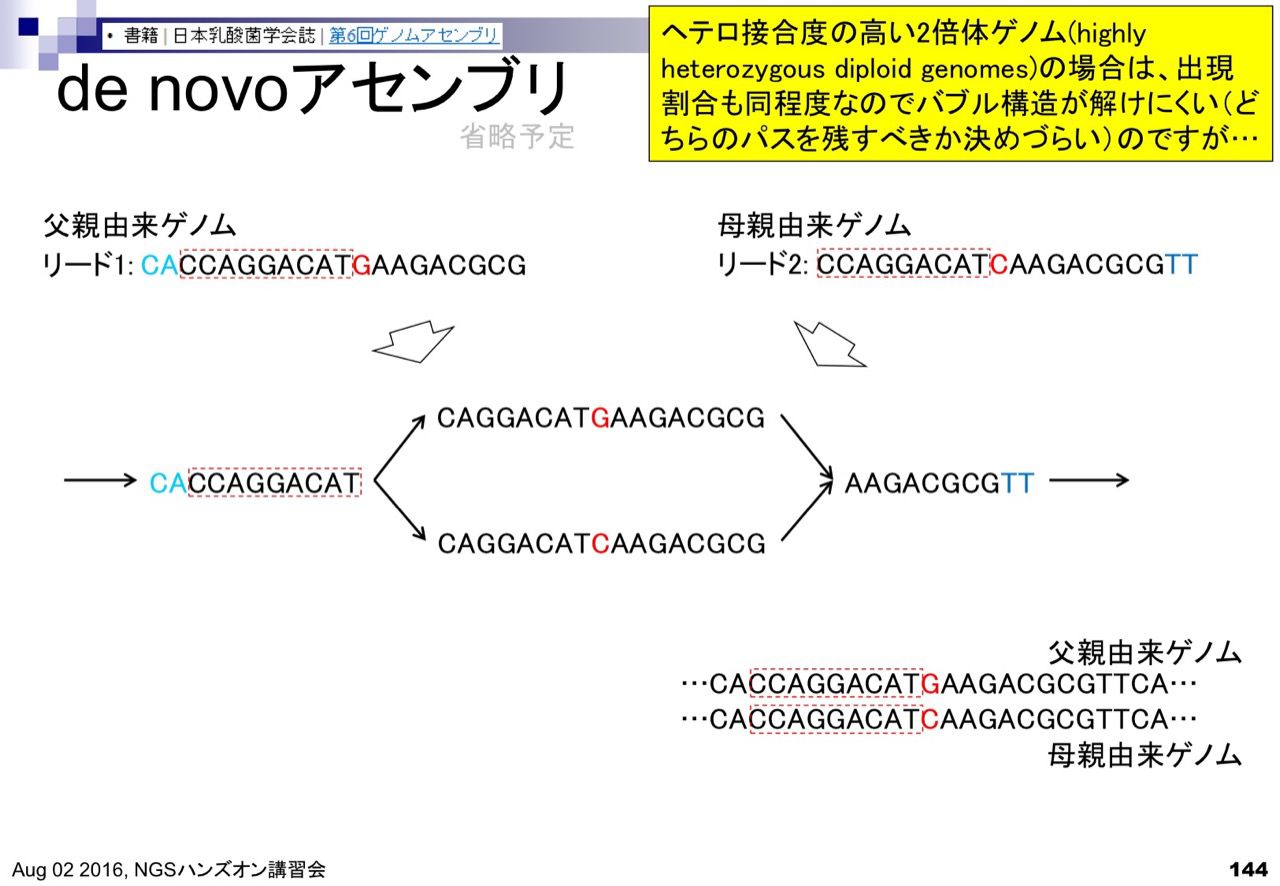 • 書籍 | 日本乳酸菌学会誌 | 第6回ゲノムアセンブリ
de novoアセンブリ
省略予定
ヘテロ接合度の高い2倍体ゲノム(highly
heterozygous diploid genomes)の場合は、出現
割合も同程度なのでバブル構造が解けにくい(ど
ちらのパスを残すべきか決めづらい)のですが…
父親由来ゲノム
リード1: CACCAGGACATGAAGACGCG
母親由来ゲノム
リード2: CCAGGACATCAAGACGCGTT
CAGGACATGAAGACGCG
CACCAGGACAT
AAGACGCGTT
CAGGACATCAAGACGCG
父親由来ゲノム
…CACCAGGACATGAAGACGCGTTCA…
…CACCAGGACATCAAGACGCGTTCA…
母親由来ゲノム
Aug 02 2016, NGSハンズオン講習会
144